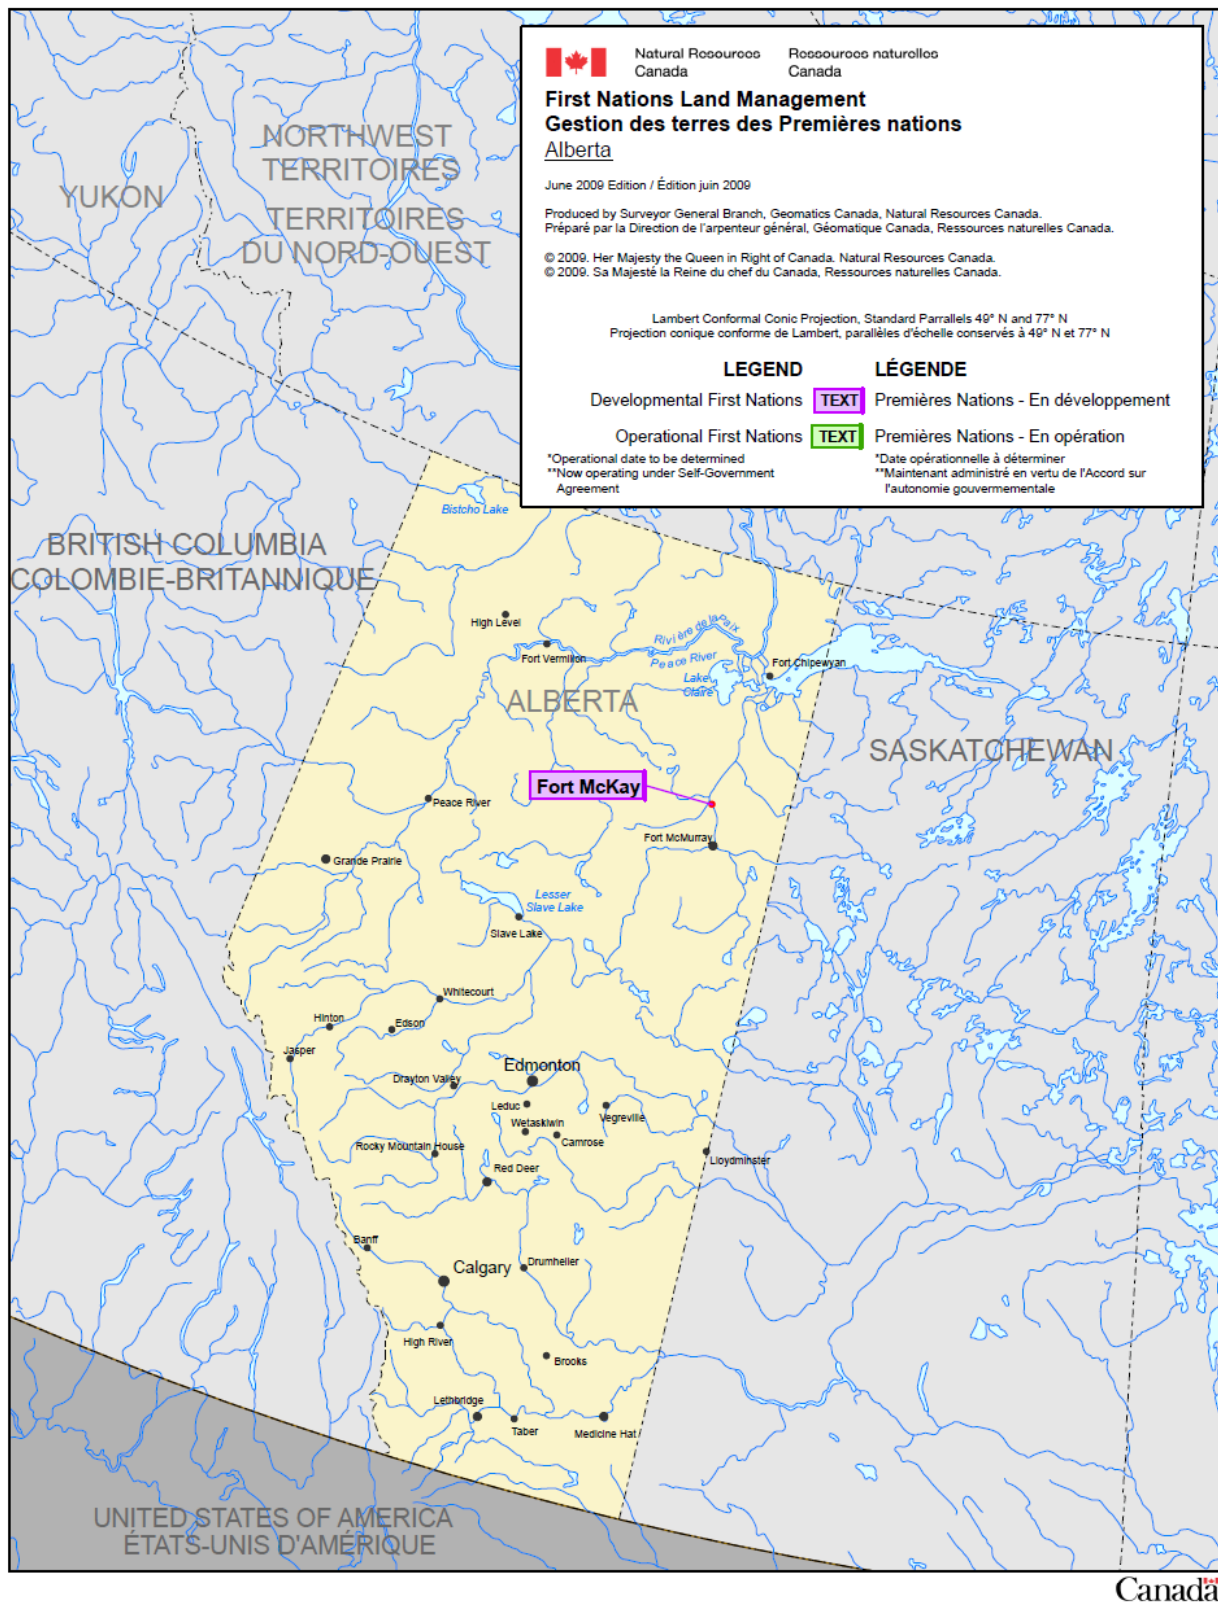 Natural Resources Canada
Ressources naturelles Canada
First Nations Land Management
Gestion des terres des Premières nations
Alberta
June 2009 Edition / Édition juin 2009
Produced by Surveyor General Branch, Geomatics Canada, Natural Resources Canada.
Préparé par la Direction de l'arpenteur général, Géomatique Canada, Ressources naturelles Canada.
© 2009. Her Majesty the Queen in Right of Canada. Natural Resources Canada.
© 2009. Sa Majesté la Reine du chef du Canada, Ressources naturelles Canada.
Lambert Conformal Conic Projection, Standard Parrallels 49° N and 77° N
Projection conique conforme de Lambert, parallèles d'échelle conservés à 49° N et 77° N
LEGEND LÉGENDE
Developmental First Nations TEXT Premières Nations - En développement
Operational First Nations TEXT Premières Nations - En opération
*Operational date to be determined
**Now operating under Self-Government
Agreement
*Date opérationnelle à déterminer
**Maintenant administré en vertu de l'Accord sur
l'autonomie gouvermementale
NORTHWEST
TERRITOIRES
YUKON
TERRITOIRES
DU NORD-OUEST
BRITISH COLUMBIA
COLOMBIE-BRITANNIQUE
Bistcho Lake
High Level
Fort Vermilion
Rivière de la Paix
Peace River
Lake
Claire
Fort Chipewyan
ALBERTA
SASKATCHEWAN
Fort McKay
Peace River
Fort McMurray
Grande Prairie
Lesser
Slave Lake
Slave Lake
Whitecourt
Hinton
Edson
Jasper
Edmonton
Drayton Valley
Leduc
Vegreville
Wetaskiwin
Camrose
Rocky Mountain House
Lloydminster
Red Deer
Banff
Drumheller
Calgary
High River
Brooks
Lethbridge
Taber
Medicine Hat
UNITED STATES OF AMERICA
ÉTATS-UNIS D'AMÉRIQUE
Canada